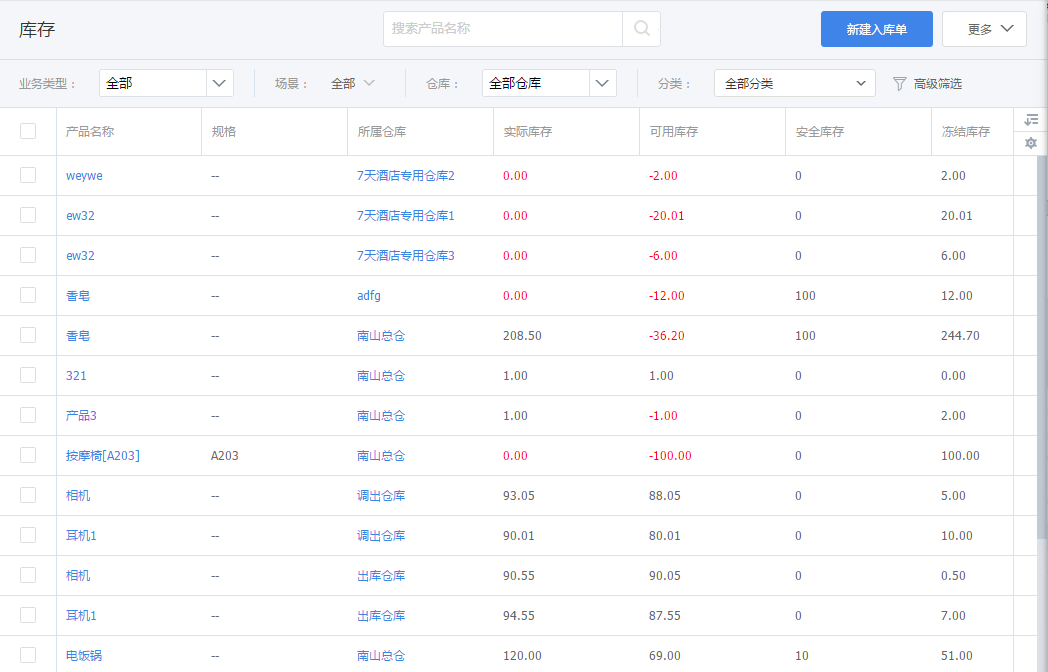 库存
搜索产品名称
新建入库单
更多
业务类型： 全部 场景： 全部 仓库： 全部仓库 分类： 全部分类 高级筛选
产品名称 规格 所属仓库 实际库存 可用库存 安全库存 冻结库存
weywe -- 7天酒店专用仓库2 0.00 -2.00 0 2.00
ew32 -- 7天酒店专用仓库1 0.00 -20.01 0 20.01
ew32 -- 7天酒店专用仓库3 0.00 -6.00 0 6.00
香皂 -- adfg 0.00 -12.00 100 12.00
香皂 -- 南山总仓 208.50 -36.20 100 244.70
321 -- 南山总仓 1.00 1.00 0 0.00
产品3 -- 南山总仓 1.00 -1.00 0 2.00
按摩椅[A203] A203 南山总仓 0.00 -100.00 0 100.00
相机 -- 调出仓库 93.05 88.05 0 5.00
耳机1 -- 调出仓库 90.01 80.01 0 10.00
相机 -- 出库仓库 90.55 90.05 0 0.50
耳机1 -- 出库仓库 94.55 87.55 0 7.00
电饭锅 -- 南山总仓 120.00 69.00 10 51.00